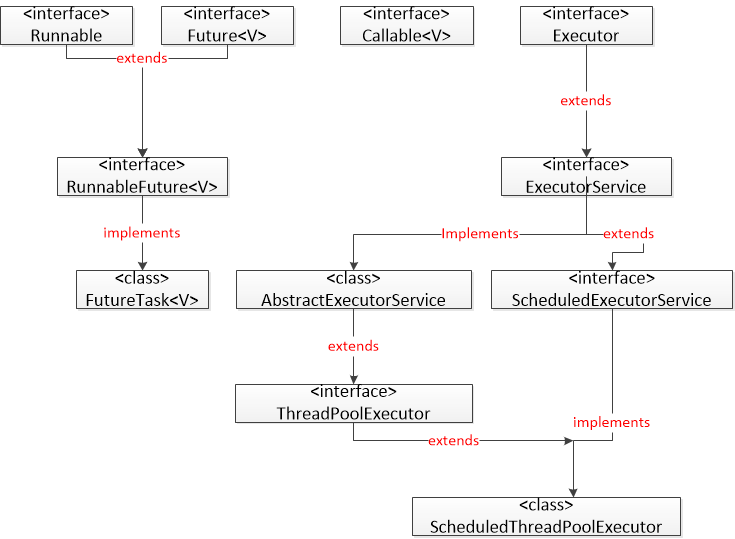 <interface>
Runnable
<interface>
Future<V>
<interface>
Callable<V>
<interface>
Executor
extends
extends
<interface>
RunnableFuture<V>
<interface>
ExecutorService
implements
Implements
extends
<class>
FutureTask<V>
<class>
AbstractExecutorService
<interface>
ScheduledExecutorService
extends
<interface>
ThreadPoolExecutor
implements
extends
<class>
ScheduledThreadPoolExecutor